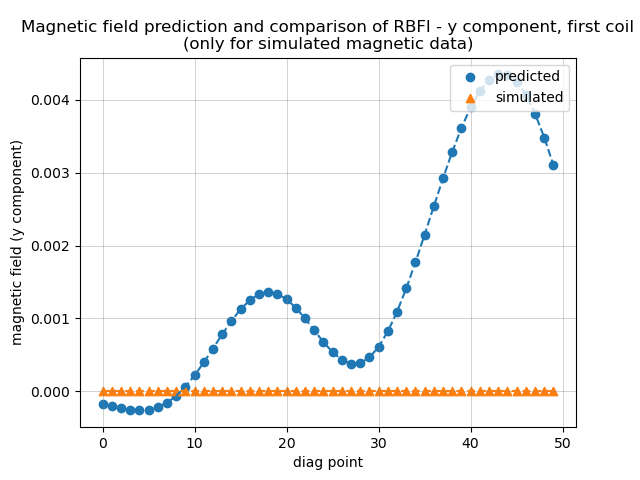 Magnetic field prediction and comparison of RBFI - y component, first coil
(only for simulated magnetic data)
predicted
simulated
0.004
0.003
0.002
0.001
0.000
magnetic field (y component)
0
10
20
30
40
50
diag point